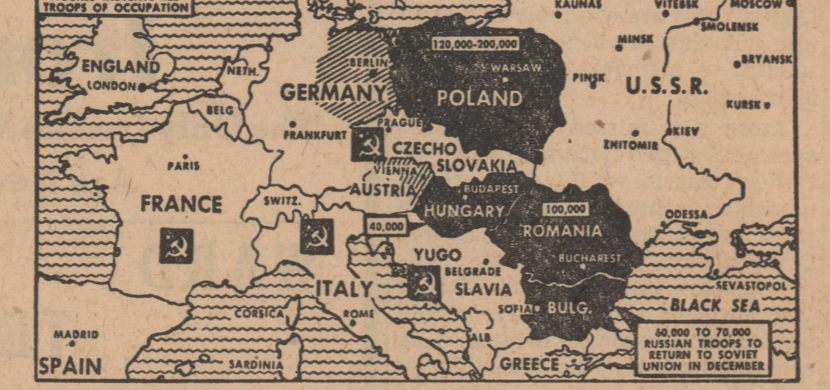 TROOPS OF OCCUPATION
KAUNAS
VITEBSK
MOSCOW
SMOLENSK
MINSK
120,000-200,000
ENGLAND
LONDON
NETH.
BERLIN
WARSAW
BRYANSK
PINSK
U.S.S.R.
GERMANY
POLAND
KURSK
BELG
FRANKFURT
PRAGUE
ZHITOMIR
KIEV
CZECHO
SLOVAKIA
PARIS
VIENNA
AUSTRIA
BUDAPEST
FRANCE
SWITZ.
HUNGARY
100,000
ODESSA
40,000
ROMANIA
YUGO
SLAVIA
BELGRADE
BUCHAREST
ITALY
SEVASTOPOL
BLACK SEA
CORSICA
ROME
SOFIA
BULG.
MADRID
SPAIN
SARDINIA
ALB.
GREECE
60,000 TO 70,000
RUSSIAN TROOPS TO
RETURN TO SOVIET
UNION IN DECEMBER